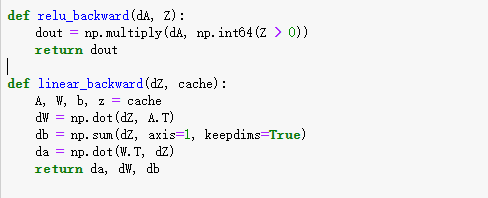 def relu_backward(dA, Z):
    dout = np.multiply(dA, np.int64(Z > 0))
    return dout
def linear_backward(dZ, cache):
    A, W, b, z = cache
    dW = np.dot(dZ, A.T)
    db = np.sum(dZ, axis=1, keepdims=True)
    da = np.dot(W.T, dZ)
    return da, dW, db